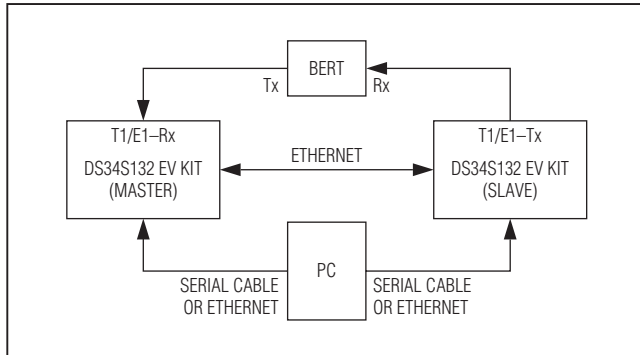 BERT
Tx
Rx
T1/E1–Rx
DS34S132 EV KIT
(MASTER)
ETHERNET
T1/E1–Tx
DS34S132 EV KIT
(SLAVE)
PC
SERIAL CABLE
OR ETHERNET
SERIAL CABLE
OR ETHERNET